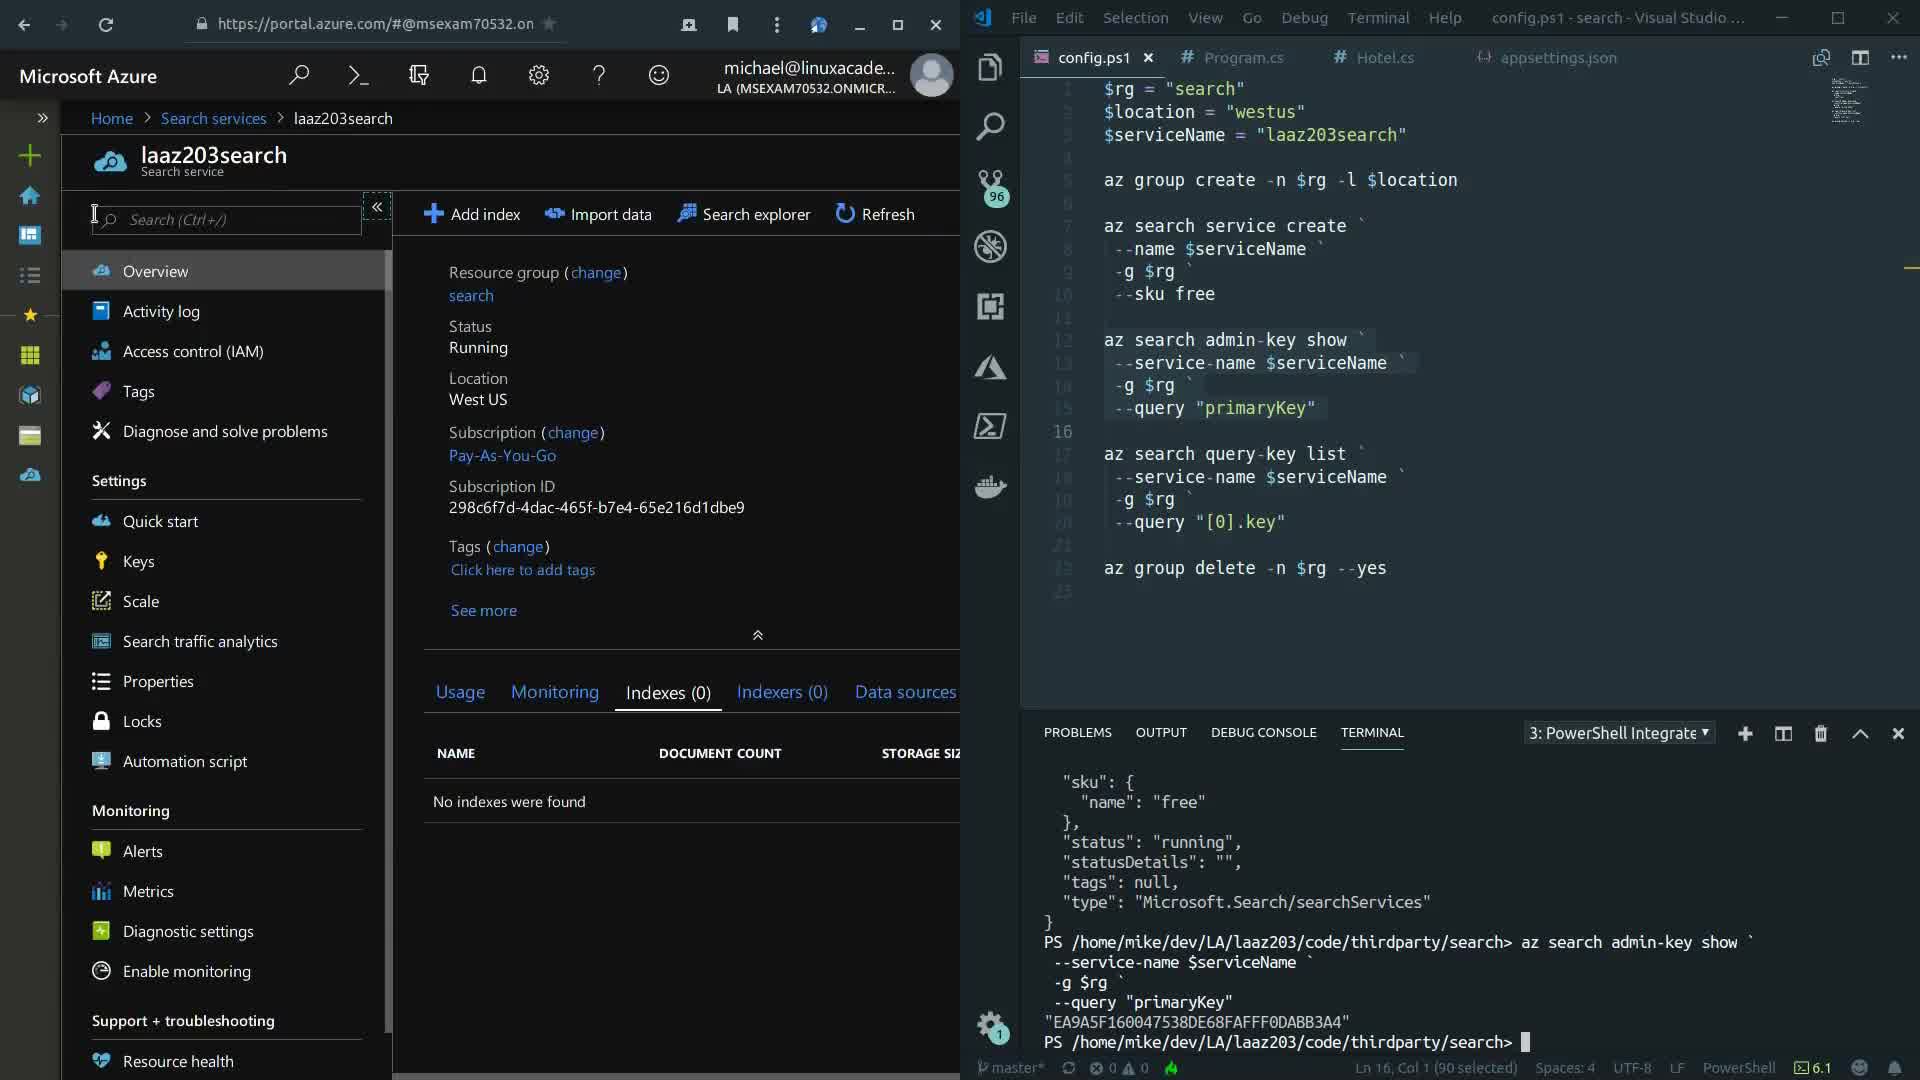 https://portal.azure.com/#@msexam70532.on
Microsoft Azure
michael@linuxacade...
LA (MSEXAM70532.ONMICR...
Home > Search services > laaz203search
laaz203search
Search service
Search (Ctrl+/)
Overview
Activity log
Access control (IAM)
Tags
Diagnose and solve problems
Settings
Quick start
Keys
Scale
Search traffic analytics
Properties
Locks
Automation script
Monitoring
Alerts
Metrics
Diagnostic settings
Enable monitoring
Support + troubleshooting
Resource health
Add index
Import data
Search explorer
Refresh
Resource group (change)
search
Status
Running
Location
West US
Subscription (change)
Pay-As-You-Go
Subscription ID
298c6f7d-4dac-465f-b7e4-65e216d1dbe9
Tags (change)
Click here to add tags
See more
Usage
Monitoring
Indexes (0)
Indexers (0)
Data sources
NAME
DOCUMENT COUNT
STORAGE SIZ
No indexes were found
File Edit Selection View Go Debug Terminal Help
config.ps1 - search - Visual Studio ...
config.ps1
Program.cs
Hotel.cs
appsettings.json
96
1 $rg = "search"
2 $location = "westus"
3 $serviceName = "laaz203search"
4
5 az group create -n $rg -l $location
6
7 az search service create `
8 --name $serviceName `
9 -g $rg `
10 --sku free
11
12 az search admin-key show `
13 --service-name $serviceName `
14 -g $rg `
15 --query "primaryKey"
16
17 az search query-key list `
18 --service-name $serviceName `
19 -g $rg `
20 --query "[0].key"
21
22 az group delete -n $rg --yes
23
PROBLEMS OUTPUT DEBUG CONSOLE TERMINAL
3: PowerShell Integrate
"sku": {
"name": "free"
},
"status": "running",
"statusDetails": "",
"tags": null,
"type": "Microsoft.Search/searchServices"
}
PS /home/mike/dev/LA/laaz203/code/thirdparty/search> az search admin-key show `
--service-name $serviceName `
-g $rg `
--query "primaryKey"
"EA9A5F160047538DE68FAFFF0DABB3A4"
PS /home/mike/dev/LA/laaz203/code/thirdparty/search>
1
master*
0 0
Ln 16, Col 1 (90 selected)
Spaces: 4
UTF-8
LF
PowerShell
6.1